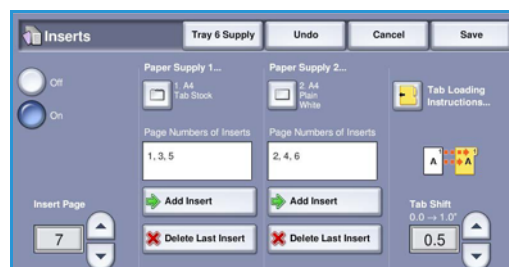 Inserts
Tray 6 Supply
Undo
Cancel
Save
Off
On
Paper Supply 1...
1. A4
Tab Stock
Paper Supply 2...
2. A4
Plain
White
Tab Loading
Instructions...
Page Numbers of Inserts
1, 3, 5
Page Numbers of Inserts
2, 4, 6
A
A
Insert Page
7
Add Insert
Delete Last Insert
Add Insert
Delete Last Insert
Tab Shift
0.0 → 1.0"
0.5